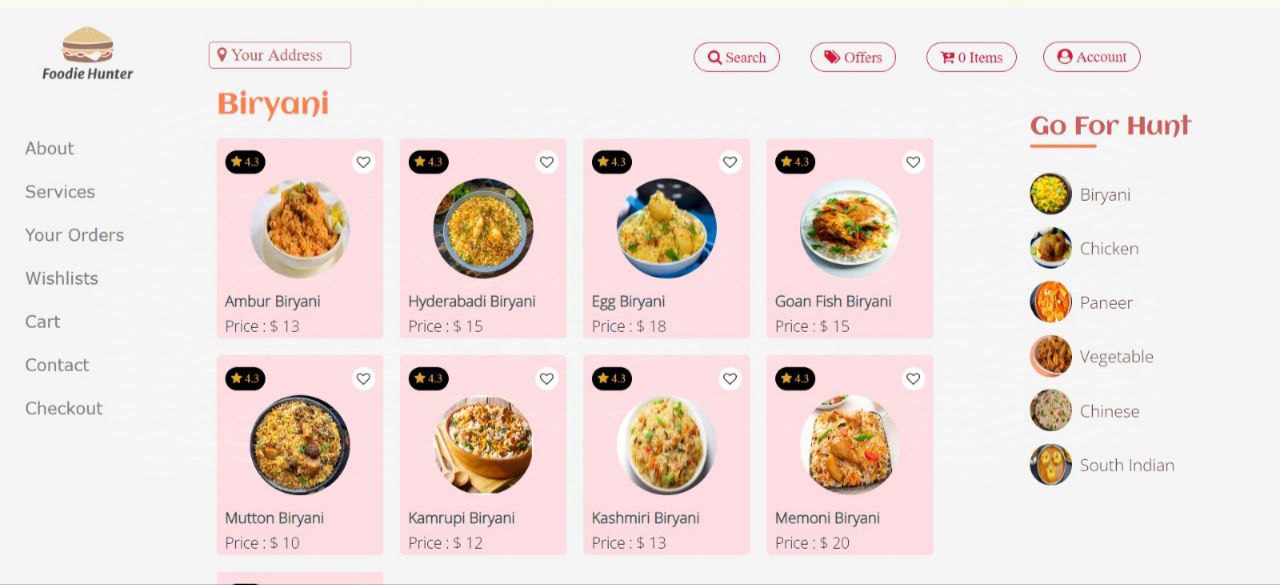 Foodie Hunter
Your Address
Search
Offers
0 Items
Account
About
Services
Your Orders
Wishlists
Cart
Contact
Checkout
Biryani
4.3
4.3
4.3
4.3
Ambur Biryani
Hyderabadi Biryani
Egg Biryani
Goan Fish Biryani
Price : $ 13
Price : $ 15
Price : $ 18
Price : $ 15
4.3
4.3
4.3
4.3
Mutton Biryani
Kamrupi Biryani
Kashmiri Biryani
Memoni Biryani
Price : $ 10
Price : $ 12
Price : $ 13
Price : $ 20
Go For Hunt
Biryani
Chicken
Paneer
Vegetable
Chinese
South Indian